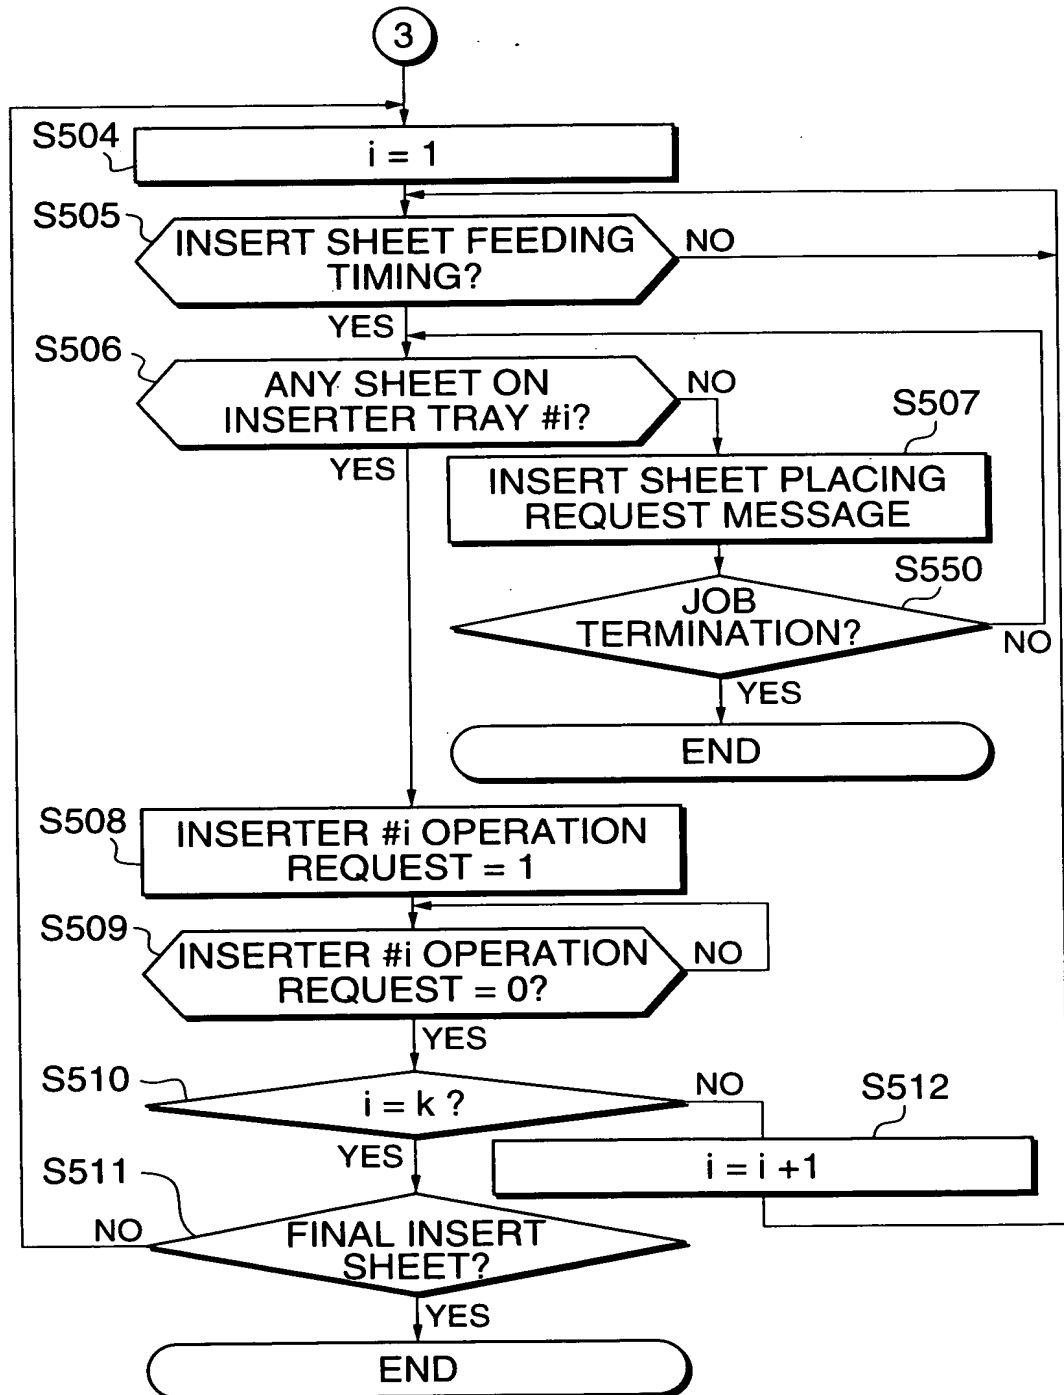 3
S504
i = 1
S505
INSERT SHEET FEEDING
TIMING?
NO
YES
S506
ANY SHEET ON
INSERTER TRAY #i?
NO
YES
S507
INSERT SHEET PLACING
REQUEST MESSAGE
S550
JOB
TERMINATION?
NO
YES
END
S508
INSERTER #i OPERATION
REQUEST = 1
S509
INSERTER #i OPERATION
REQUEST = 0?
NO
YES
S510
i = k ?
NO
YES
S512
i = i +1
S511
FINAL INSERT
SHEET?
NO
YES
END